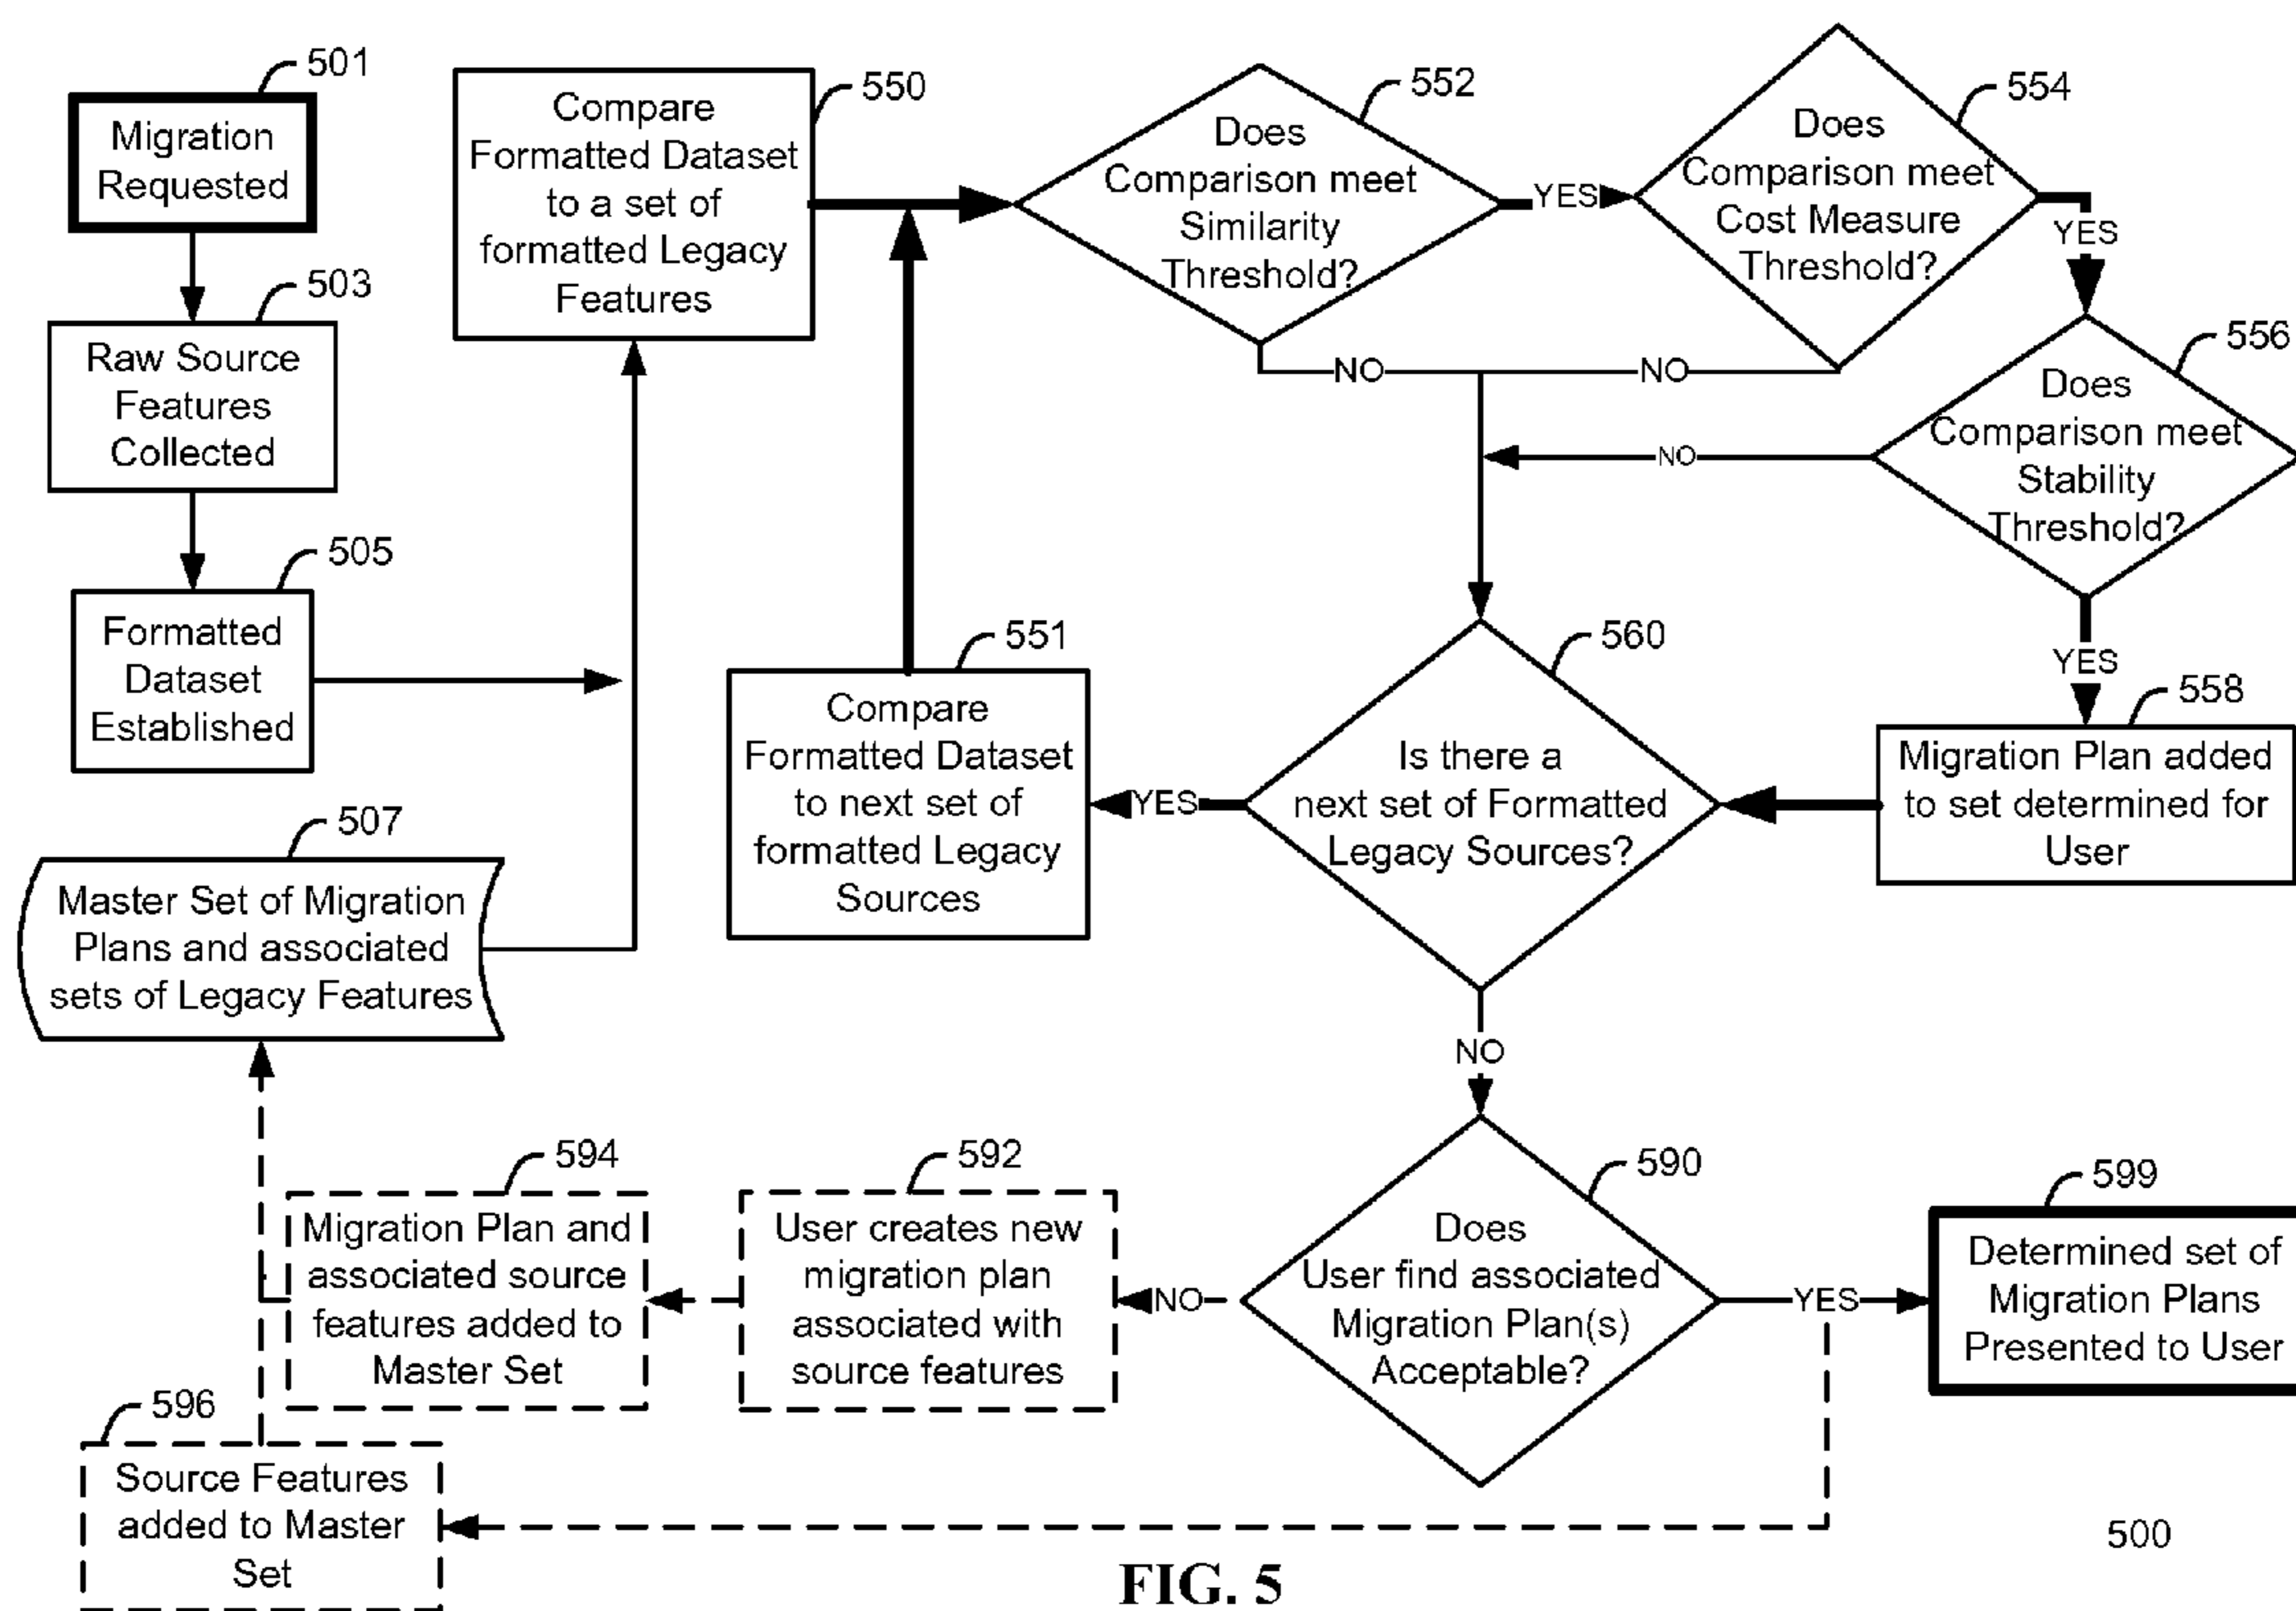 501
Migration
Requested
503
Raw Source
Features
Collected
505
Formatted
Dataset
Established
507
Master Set of Migration
Plans and associated
sets of Legacy Features
550
Compare
Formatted Dataset
to a set of
formatted Legacy
Features
552
Does
Comparison meet
Similarity
Threshold?
YES
NO
554
Does
Comparison meet
Cost Measure
Threshold?
YES
NO
556
Does
Comparison meet
Stability
Threshold?
NO
YES
558
Migration Plan added
to set determined for
User
560
Is there a
next set of Formatted
Legacy Sources?
YES
551
Compare
Formatted Dataset
to next set of
formatted Legacy
Sources
NO
590
Does
User find associated
Migration Plan(s)
Acceptable?
YES
599
Determined set of
Migration Plans
Presented to User
NO
592
User creates new
migration plan
associated with
source features
594
Migration Plan and
associated source
features added to
Master Set
596
Source Features
added to Master
Set
500
FIG. 5